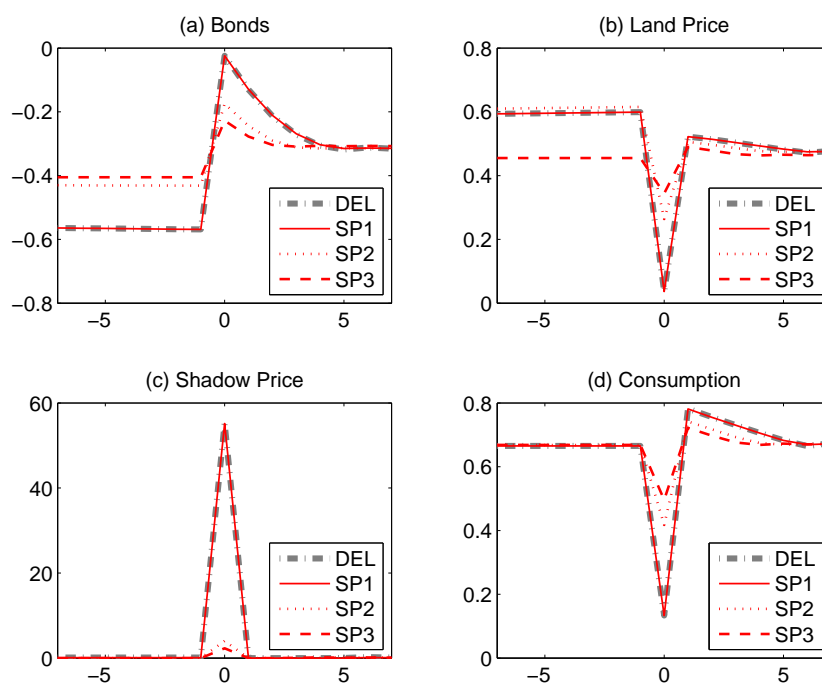 (a) Bonds
0
−0.2
−0.4
−0.6
−0.8
−5
0
5
DEL
SP1
SP2
SP3
(b) Land Price
0.8
0.6
0.4
0.2
0
−5
0
5
DEL
SP1
SP2
SP3
(c) Shadow Price
60
40
20
0
−5
0
5
DEL
SP1
SP2
SP3
(d) Consumption
0.8
0.6
0.4
0.2
0
−5
0
5
DEL
SP1
SP2
SP3